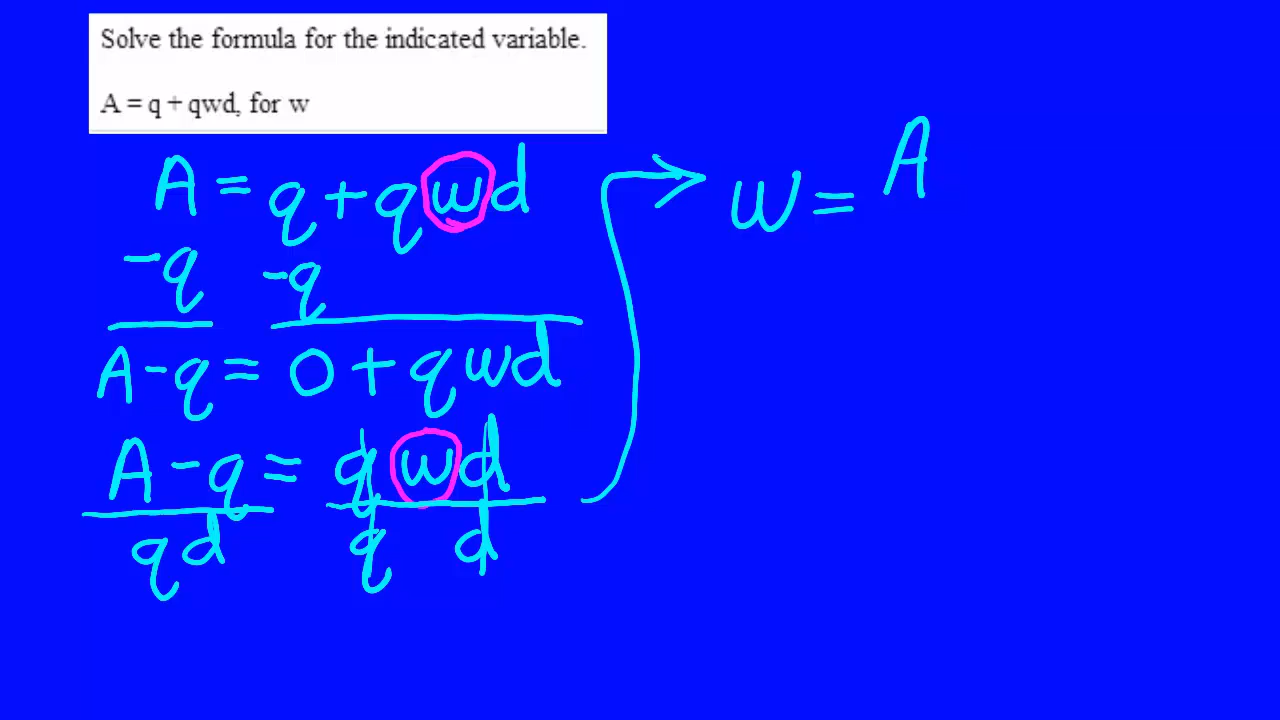 Solve the formula for the indicated variable.
A = q + qwd, for w
A = q + qwd
-q -q
A-q = 0 + qwd
A-q = qwd
qd q d
w = A